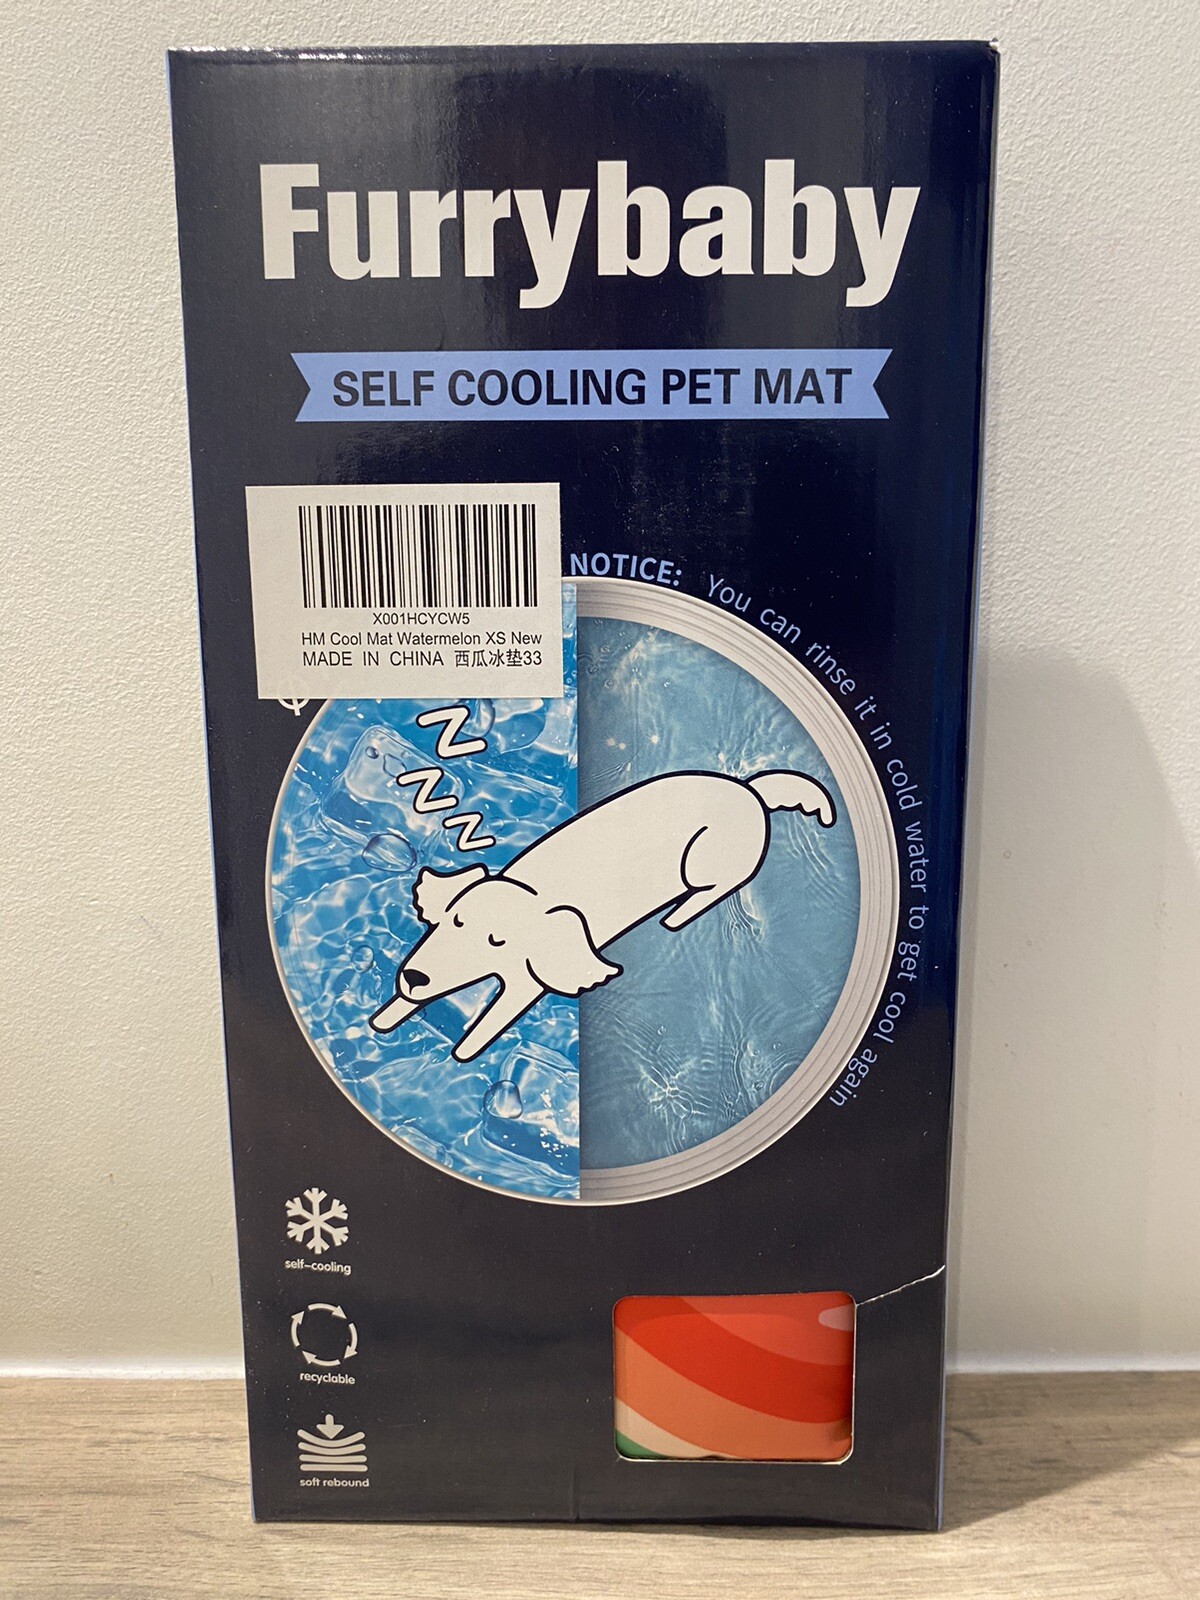 Furrybaby
SELF COOLING PET MAT
X001HCYCW5
HM Cool Mat Watermelon XS New
MADE IN CHINA 西瓜冰垫33
NOTICE: You can rinse it in cold water to get cool again
Z
Z
Z
self-cooling
recyclable
soft rebound